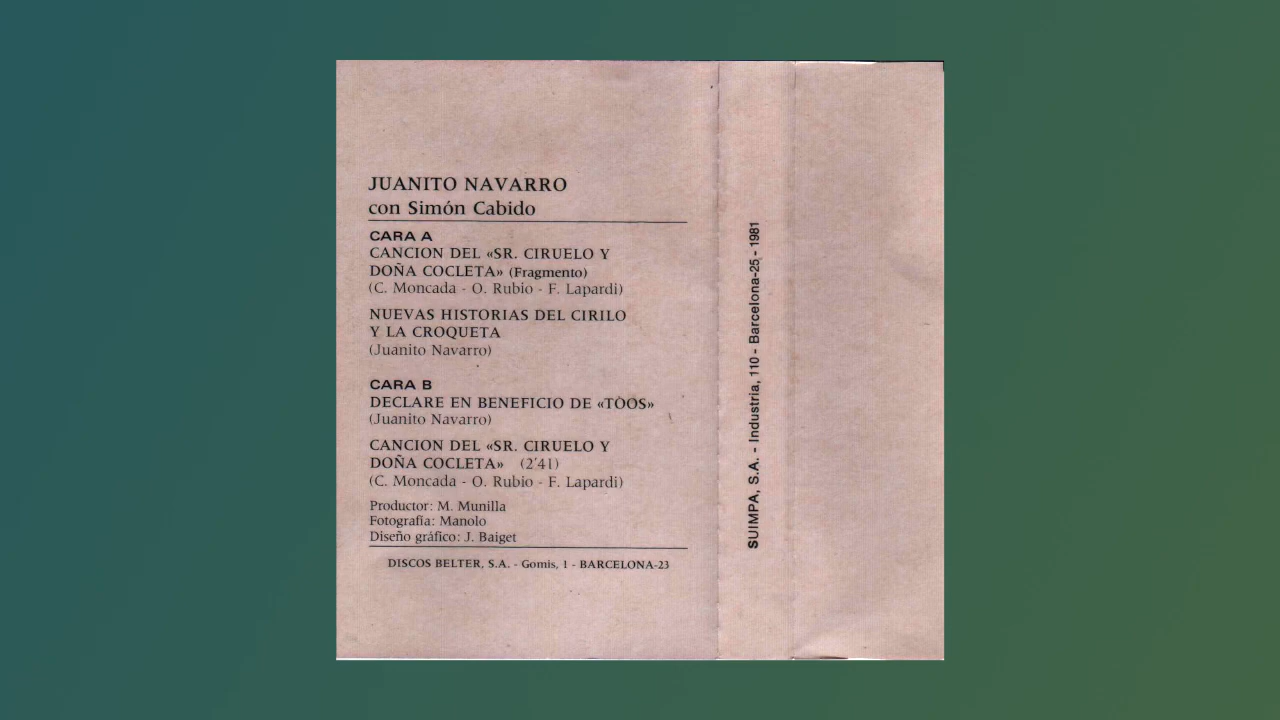 JUANITO NAVARRO
con Simón Cabido
CARA A
CANCION DEL «SR. CIRUELO Y
DOÑA COCLETA» (Fragmento)
(C. Moncada - O. Rubio - F. Lapardi)
NUEVAS HISTORIAS DEL CIRILO
Y LA CROQUETA
(Juanito Navarro)
CARA B
DECLARE EN BENEFICIO DE «TÒOS»
(Juanito Navarro)
CANCION DEL «SR. CIRUELO Y
DOÑA COCLETA» (2'41)
(C. Moncada - O. Rubio - F. Lapardi)
Productor: M. Munilla
Fotografía: Manolo
Diseño gráfico: J. Baiget
DISCOS BELTER, S.A. - Gomis, 1 - BARCELONA-23
SUIMPA, S.A. - Industria, 110 - Barcelona-25 - 1981